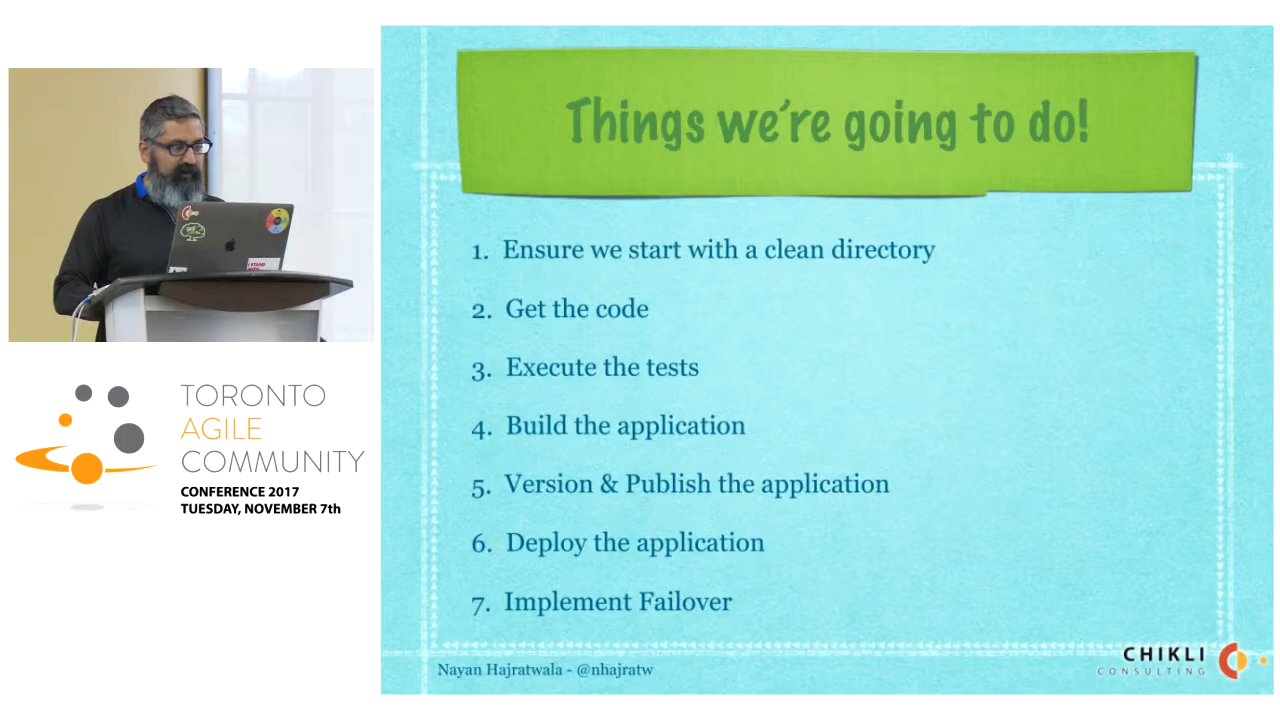 Things we're going to do!
1. Ensure we start with a clean directory
2. Get the code
3. Execute the tests
4. Build the application
5. Version & Publish the application
6. Deploy the application
7. Implement Failover
Nayan Hajratwala - @nhajratw
CHIKLI
CONSULTING
TORONTO
AGILE
COMMUNITY
CONFERENCE 2017
TUESDAY, NOVEMBER 7th
I STAND